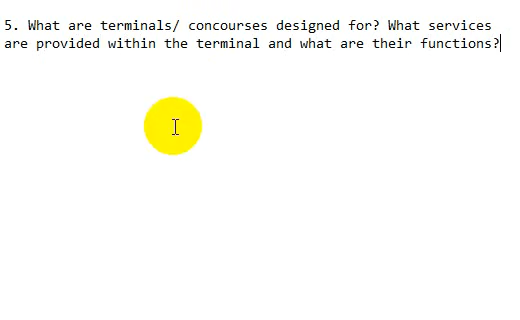 5. What are terminals/ concourses designed for? What services
are provided within the terminal and what are their functions?